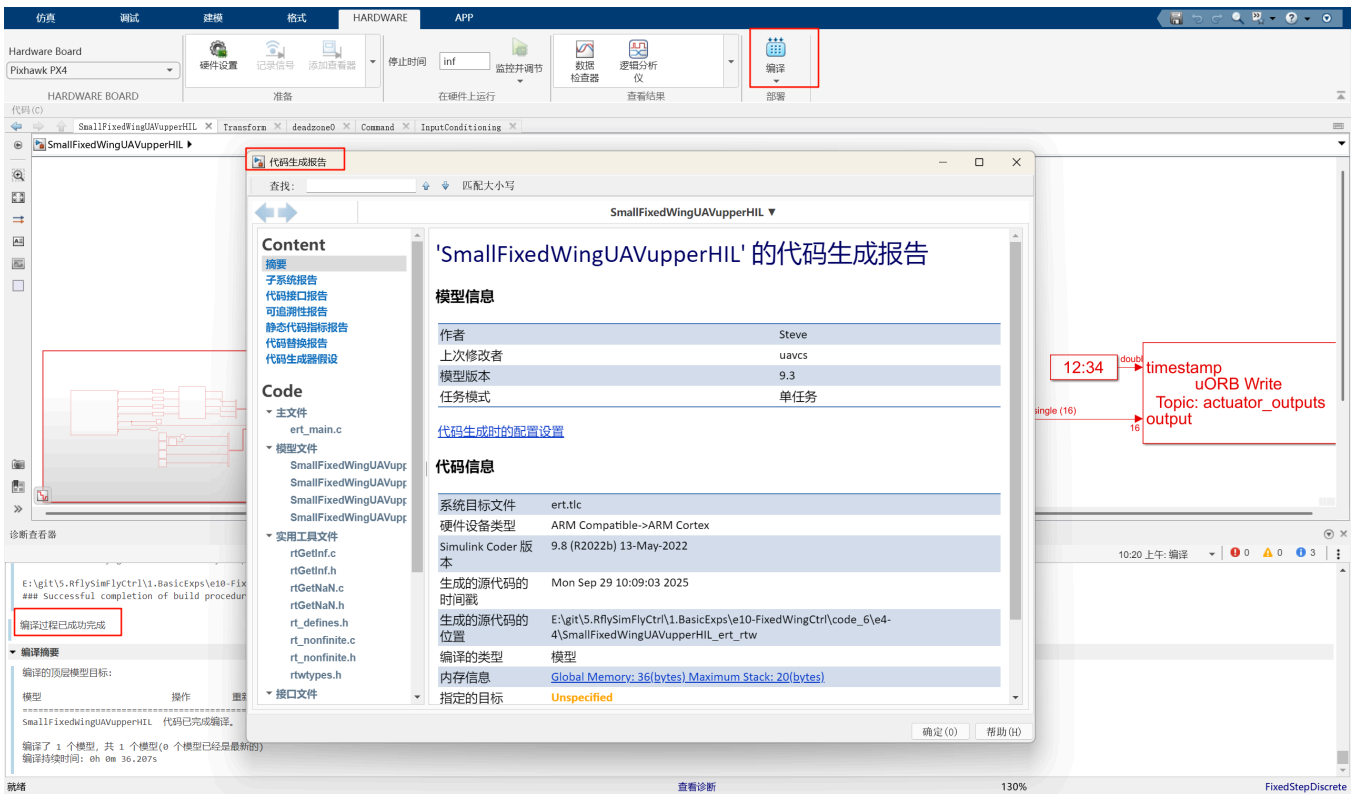 仿真 调试 建模 格式 HARDWARE APP
Hardware Board
Pixhawk PX4
HARDWARE BOARD
硬件设置 记录信号 添加查看器
准备
停止时间 inf 监控并调节
在硬件上运行
数据
检查器
逻辑分析
仪
查看结果
编译
部署
代码(C)
SmallFixedWingUAVupperHIL Transform deadzone0 Command InputConditioning
SmallFixedWingUAVupperHIL
代码生成报告
查找: 匹配大小写
SmallFixedWingUAVupperHIL ▼
Content
摘要
子系统报告
代码接口报告
可追溯性报告
静态代码指标报告
代码替换报告
代码生成器假设
Code
主文件
ert_main.c
模型文件
SmallFixedWingUAVupp
SmallFixedWingUAVupp
SmallFixedWingUAVupp
SmallFixedWingUAVupp
实用工具文件
rtGetInf.c
rtGetInf.h
rtGetNaN.c
rtGetNaN.h
rt_defines.h
rt_nonfinite.c
rt_nonfinite.h
rtwtypes.h
接口文件
'SmallFixedWingUAVupperHIL' 的代码生成报告
模型信息
作者 Steve
上次修改者 uavcs
模型版本 9.3
任务模式 单任务
代码生成时的配置设置
代码信息
系统目标文件 ert.tlc
硬件设备类型 ARM Compatible->ARM Cortex
Simulink Coder 版
本
9.8 (R2022b) 13-May-2022
生成的源代码的
时间戳
Mon Sep 29 10:09:03 2025
生成的源代码的
位置
E:\git\5.RflySimFlyCtrl\1.BasicExps\e10-FixedWingCtrl\code_6\e4-
4\SmallFixedWingUAVupperHIL_ert_rtw
编译的类型 模型
内存信息 Global Memory: 36(bytes) Maximum Stack: 20(bytes)
指定的目标 Unspecified
确定(O) 帮助(H)
12:34
doubl
timestamp
uORB Write
Topic: actuator_outputs
single (16)
16
output
诊断查看器
10:20 上午: 编译 0 0 3
E:\git\5.RflySimFlyCtrl\1.BasicExps\e10-Fix
### Successful completion of build procedur
编译过程已成功完成
编译摘要
编译的顶层模型目标:
模型 操作 重新
SmallFixedWingUAVupperHIL 代码已完成编译。
编译了 1 个模型, 共 1 个模型(0 个模型已经是最新的)
编译持续时间: 0h 0m 36.207s
就绪 查看诊断 130% FixedStepDiscrete